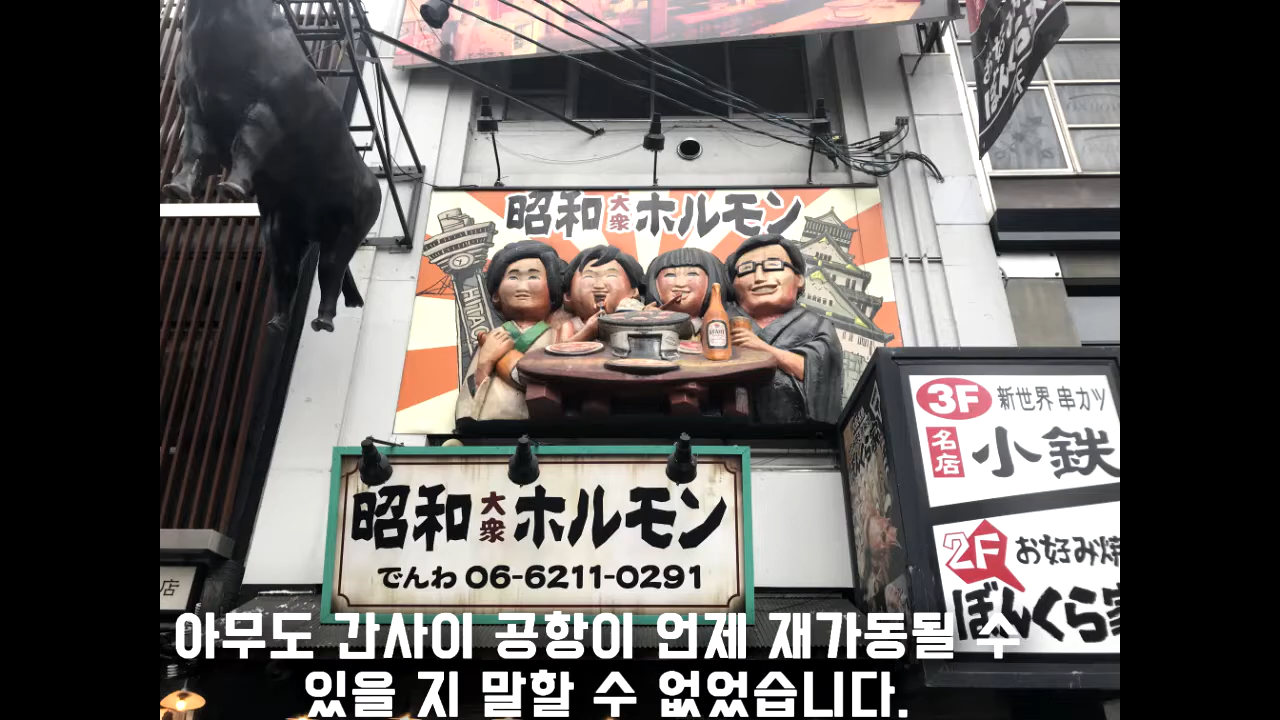 昭和大衆ホルモン
HITAC
昭和大衆ホルモン
でんわ 06-6211-0291
3F 新世界 串カツ
名店 小鉄
2F お好み焼
ぼんくら家
店
아무도 간사이 공항이 언제 재가동될 수
있을 지 말할 수 없었습니다.